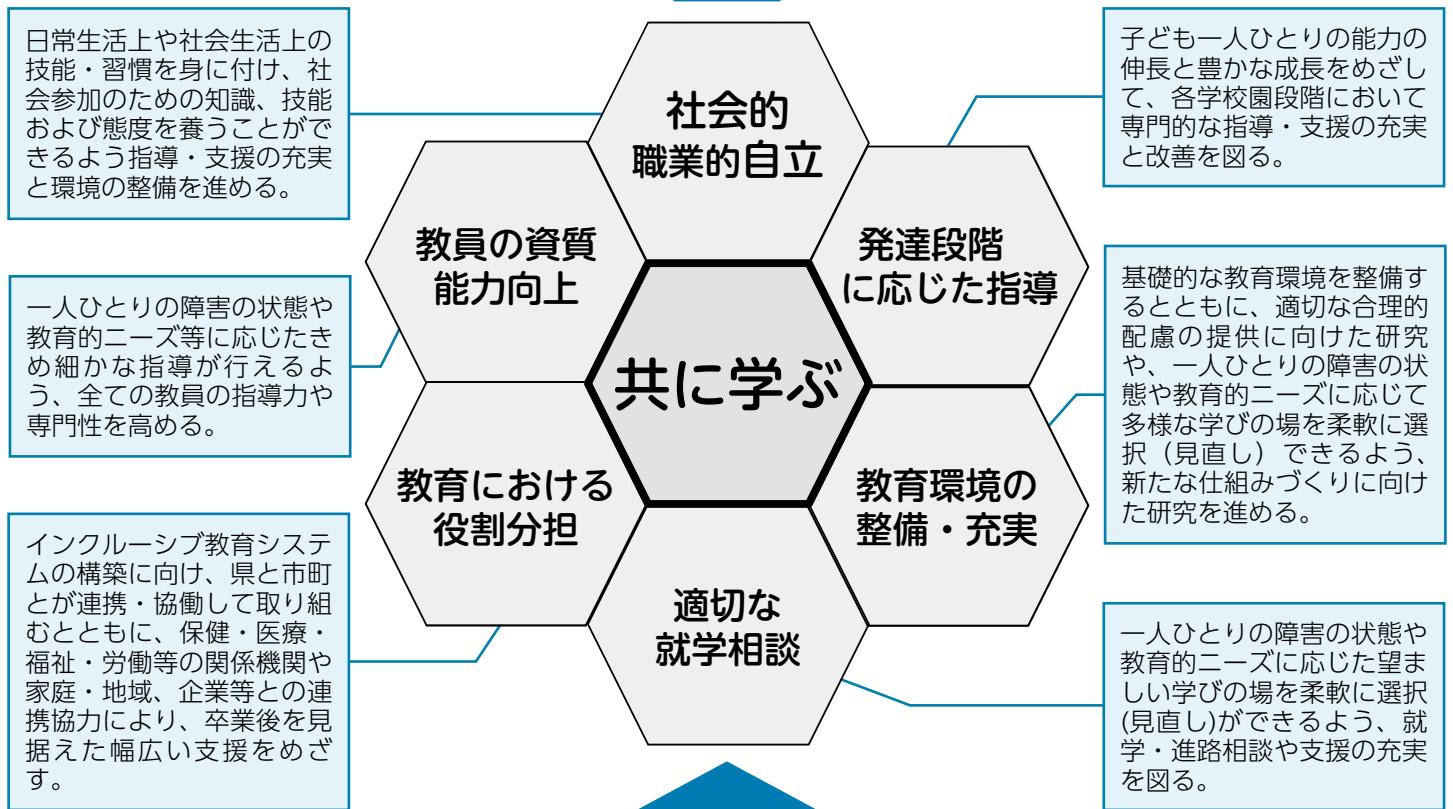 日常生活上や社会生活上の
技能・習慣を身に付け、社
会参加のための知識、技能
および態度を養うことがで
きるよう指導・支援の充実
と環境の整備を進める。
社会的
職業的自立
子ども一人ひとりの能力の
伸長と豊かな成長をめざし
て、各学校園段階において
専門的な指導・支援の充実
と改善を図る。
教員の資質
能力向上
発達段階
に応じた指導
一人ひとりの障害の状態や
教育的ニーズ等に応じたき
め細かな指導が行えるよ
う、全ての教員の指導力や
専門性を高める。
共に学ぶ
基礎的な教育環境を整備す
るとともに、適切な合理的
配慮の提供に向けた研究
や、一人ひとりの障害の状
態や教育的ニーズに応じて
多様な学びの場を柔軟に選
択（見直し）できるよう、
新たな仕組みづくりに向け
た研究を進める。
教育における
役割分担
教育環境の
整備・充実
インクルーシブ教育システ
ムの構築に向け、県と市町
とが連携・協働して取り組
むとともに、保健・医療・
福祉・労働等の関係機関や
家庭・地域、企業等との連
携協力により、卒業後を見
据えた幅広い支援をめざ
す。
適切な
就学相談
一人ひとりの障害の状態や
教育的ニーズに応じた望ま
しい学びの場を柔軟に選択
(見直し)ができるよう、就
学・進路相談や支援の充実
を図る。